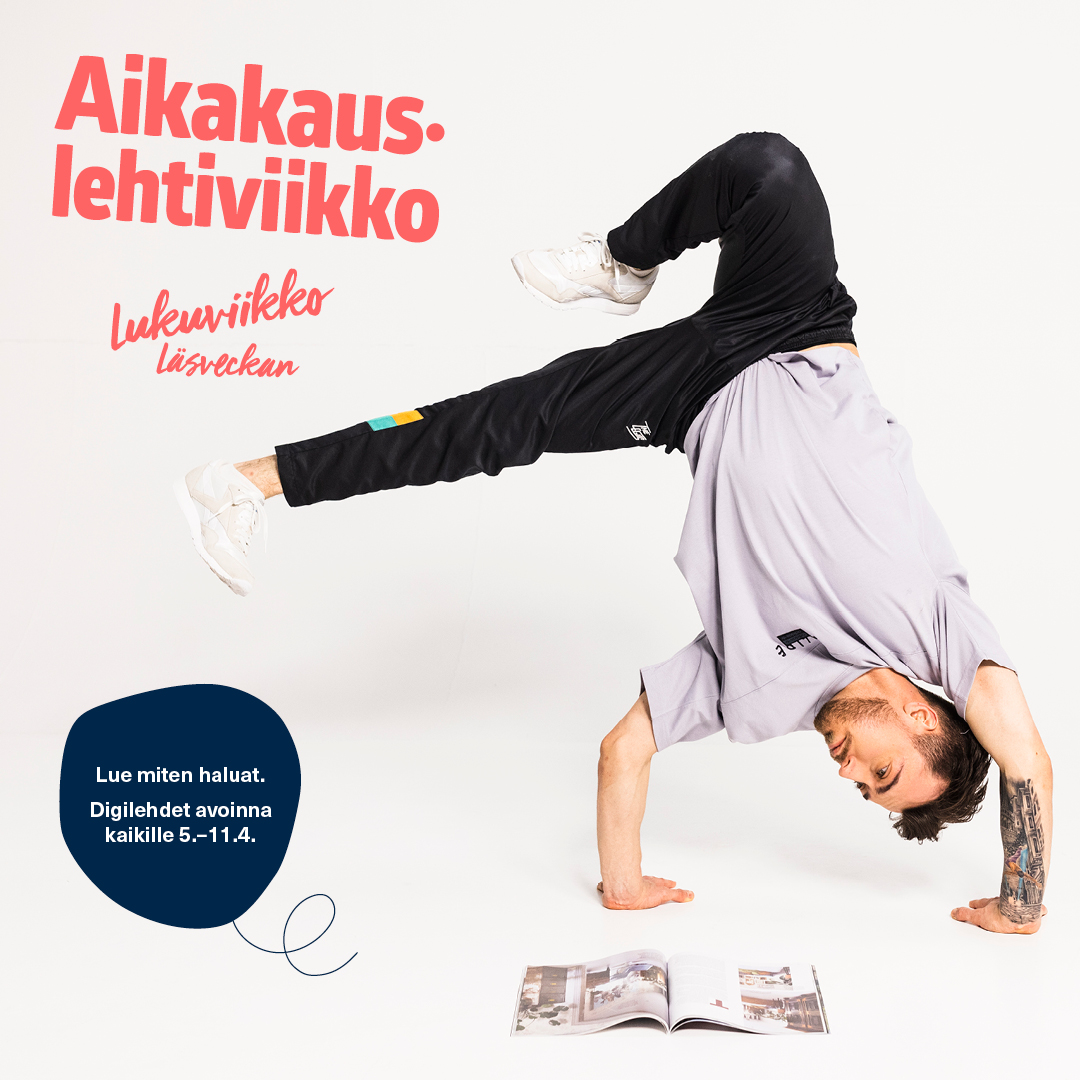 Aikakaus•
lehtiviikko
Lukuviikko
Läsveckan
Lue miten haluat.
Digilehdet avoinna
kaikille 5.–11.4.